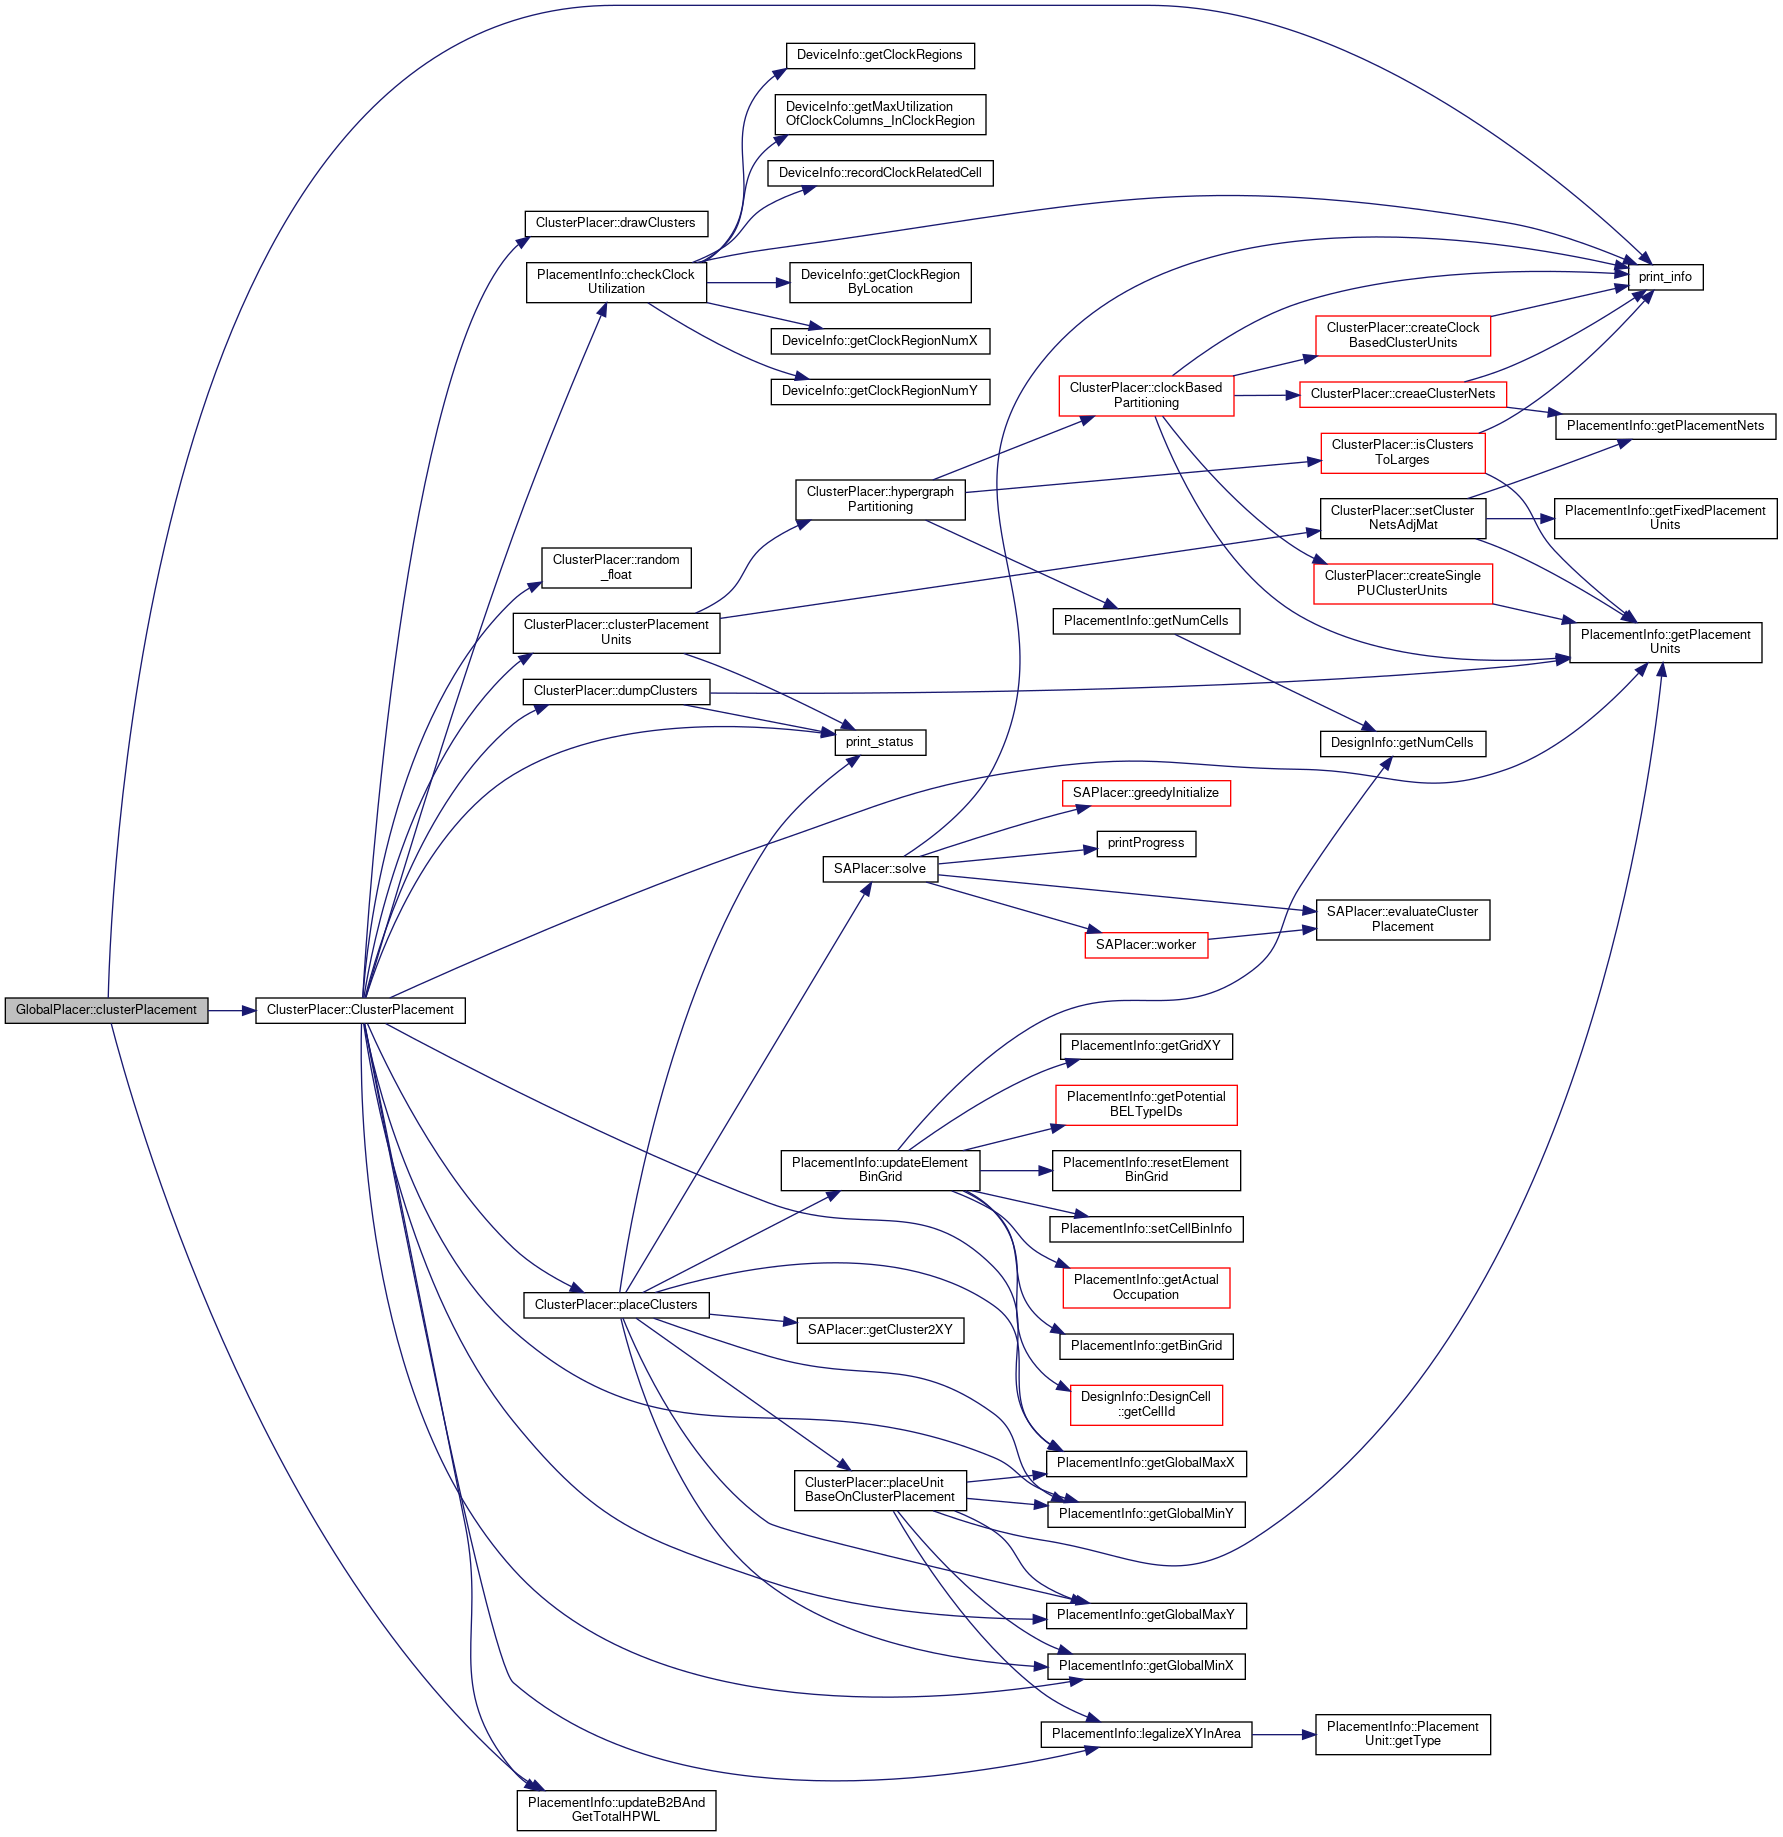 DeviceInfo::getClockRegions
DeviceInfo::getMaxUtilization
OfClockColumns_InClockRegion
DeviceInfo::recordClockRelatedCell
ClusterPlacer::drawClusters
PlacementInfo::checkClock
Utilization
DeviceInfo::getClockRegion
ByLocation
print_info
DeviceInfo::getClockRegionNumX
ClusterPlacer::createClock
BasedClusterUnits
DeviceInfo::getClockRegionNumY
ClusterPlacer::clockBased
Partitioning
ClusterPlacer::creaeClusterNets
PlacementInfo::getPlacementNets
ClusterPlacer::isClusters
ToLarges
ClusterPlacer::hypergraph
Partitioning
ClusterPlacer::setCluster
NetsAdjMat
PlacementInfo::getFixedPlacement
Units
ClusterPlacer::random
_float
ClusterPlacer::createSingle
PUClusterUnits
ClusterPlacer::clusterPlacement
Units
PlacementInfo::getNumCells
PlacementInfo::getPlacement
Units
ClusterPlacer::dumpClusters
print_status
DesignInfo::getNumCells
SAPlacer::greedyInitialize
printProgress
SAPlacer::solve
SAPlacer::evaluateCluster
Placement
SAPlacer::worker
GlobalPlacer::clusterPlacement
ClusterPlacer::ClusterPlacement
PlacementInfo::getGridXY
PlacementInfo::getPotential
BELTypeIDs
PlacementInfo::updateElement
BinGrid
PlacementInfo::resetElement
BinGrid
PlacementInfo::setCellBinInfo
PlacementInfo::getActual
Occupation
ClusterPlacer::placeClusters
SAPlacer::getCluster2XY
PlacementInfo::getBinGrid
DesignInfo::DesignCell
::getCellId
PlacementInfo::getGlobalMaxX
ClusterPlacer::placeUnit
BaseOnClusterPlacement
PlacementInfo::getGlobalMinY
PlacementInfo::getGlobalMaxY
PlacementInfo::getGlobalMinX
PlacementInfo::legalizeXYInArea
PlacementInfo::Placement
Unit::getType
PlacementInfo::updateB2BAnd
GetTotalHPWL